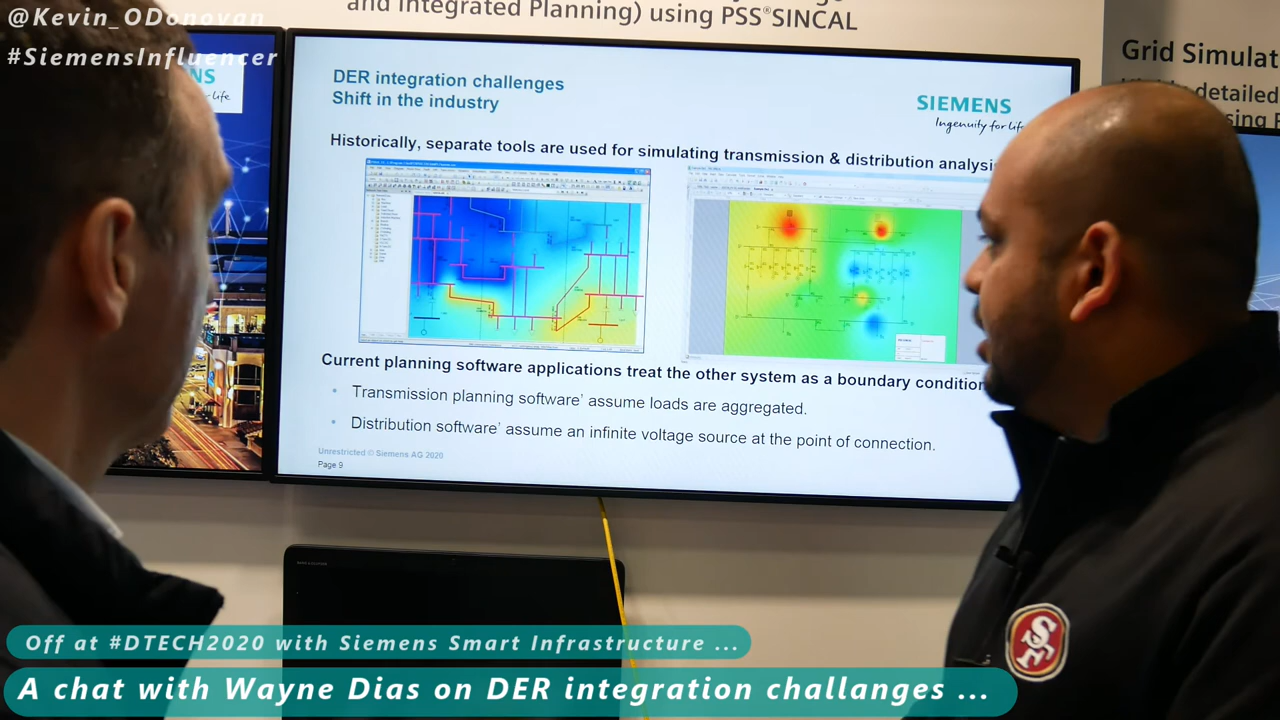 @Kevin_ODonovan
#SiemensInfluencer
and Integrated Planning) using PSS®SINCAL
Grid Simulat
detailed
NS
r life
DER integration challenges
Shift in the industry
SIEMENS
Ingenuity for life
Historically, separate tools are used for simulating transmission & distribution analysis
Current planning software applications treat the other system as a boundary condition
• Transmission planning software' assume loads are aggregated.
• Distribution software' assume an infinite voltage source at the point of connection.
Unrestricted © Siemens AG 2020
Page 9
SF
Off at #DTECH2020 with Siemens Smart Infrastructure ...
A chat with Wayne Dias on DER integration challanges ...